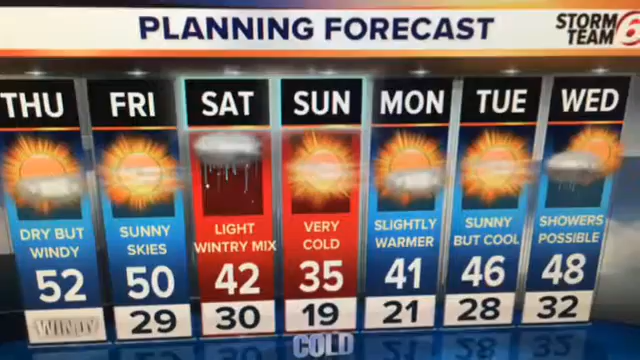 PLANNING FORECAST
STORM
TEAM 6
THU FRI SAT SUN MON TUE WED
DRY BUT
WINDY
52
WINDY
SUNNY
SKIES
50
29
LIGHT
WINTRY MIX
42
30
VERY
COLD
35
19
COLD
SLIGHTLY
WARMER
41
21
SUNNY
BUT COOL
46
28
SHOWERS
POSSIBLE
48
32